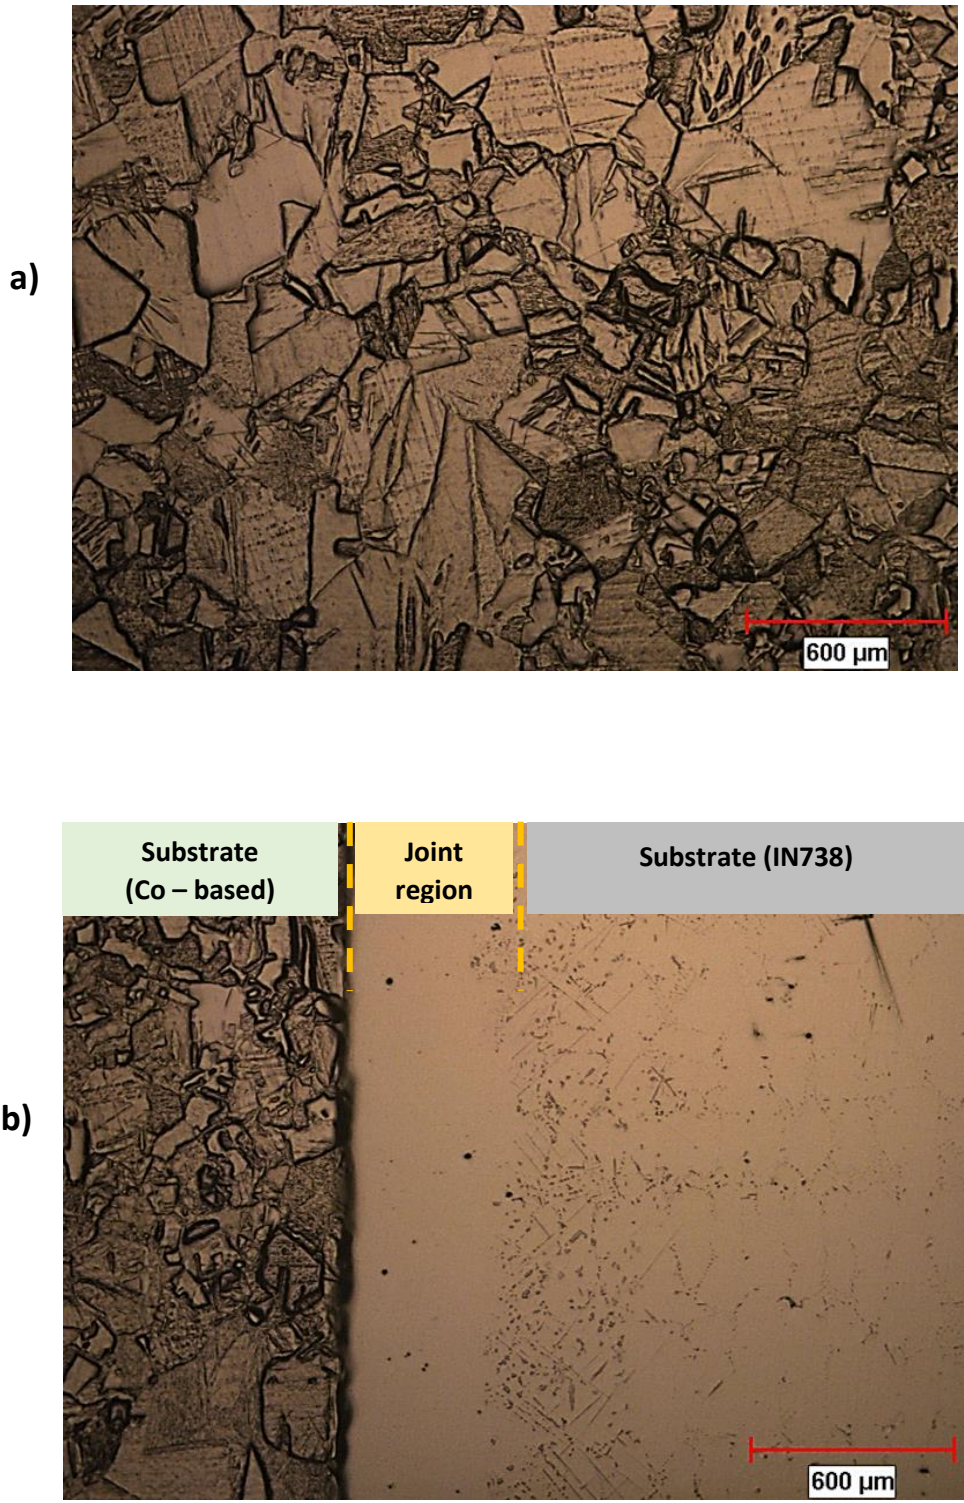 a)
600 µm
Substrate
(Co – based)
Joint
region
Substrate (IN738)
b)
600 µm